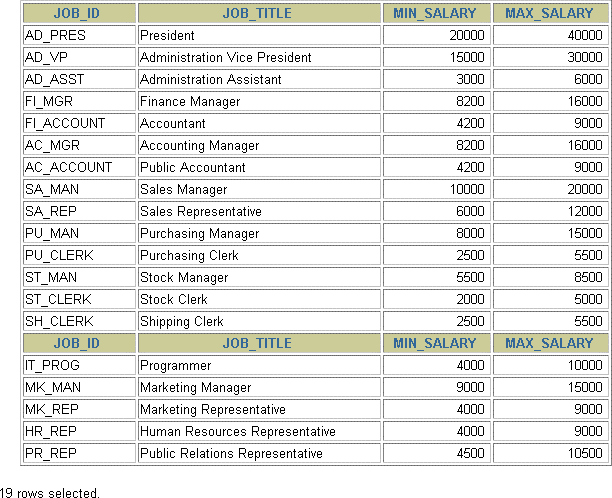 JOB_ID JOB_TITLE MIN_SALARY MAX_SALARY
AD_PRES President 20000 40000
AD_VP Administration Vice President 15000 30000
AD_ASST Administration Assistant 3000 6000
FI_MGR Finance Manager 8200 16000
FI_ACCOUNT Accountant 4200 9000
AC_MGR Accounting Manager 8200 16000
AC_ACCOUNT Public Accountant 4200 9000
SA_MAN Sales Manager 10000 20000
SA_REP Sales Representative 6000 12000
PU_MAN Purchasing Manager 8000 15000
PU_CLERK Purchasing Clerk 2500 5500
ST_MAN Stock Manager 5500 8500
ST_CLERK Stock Clerk 2000 5000
SH_CLERK Shipping Clerk 2500 5500
JOB_ID JOB_TITLE MIN_SALARY MAX_SALARY
IT_PROG Programmer 4000 10000
MK_MAN Marketing Manager 9000 15000
MK_REP Marketing Representative 4000 9000
HR_REP Human Resources Representative 4000 9000
PR_REP Public Relations Representative 4500 10500
19 rows selected.